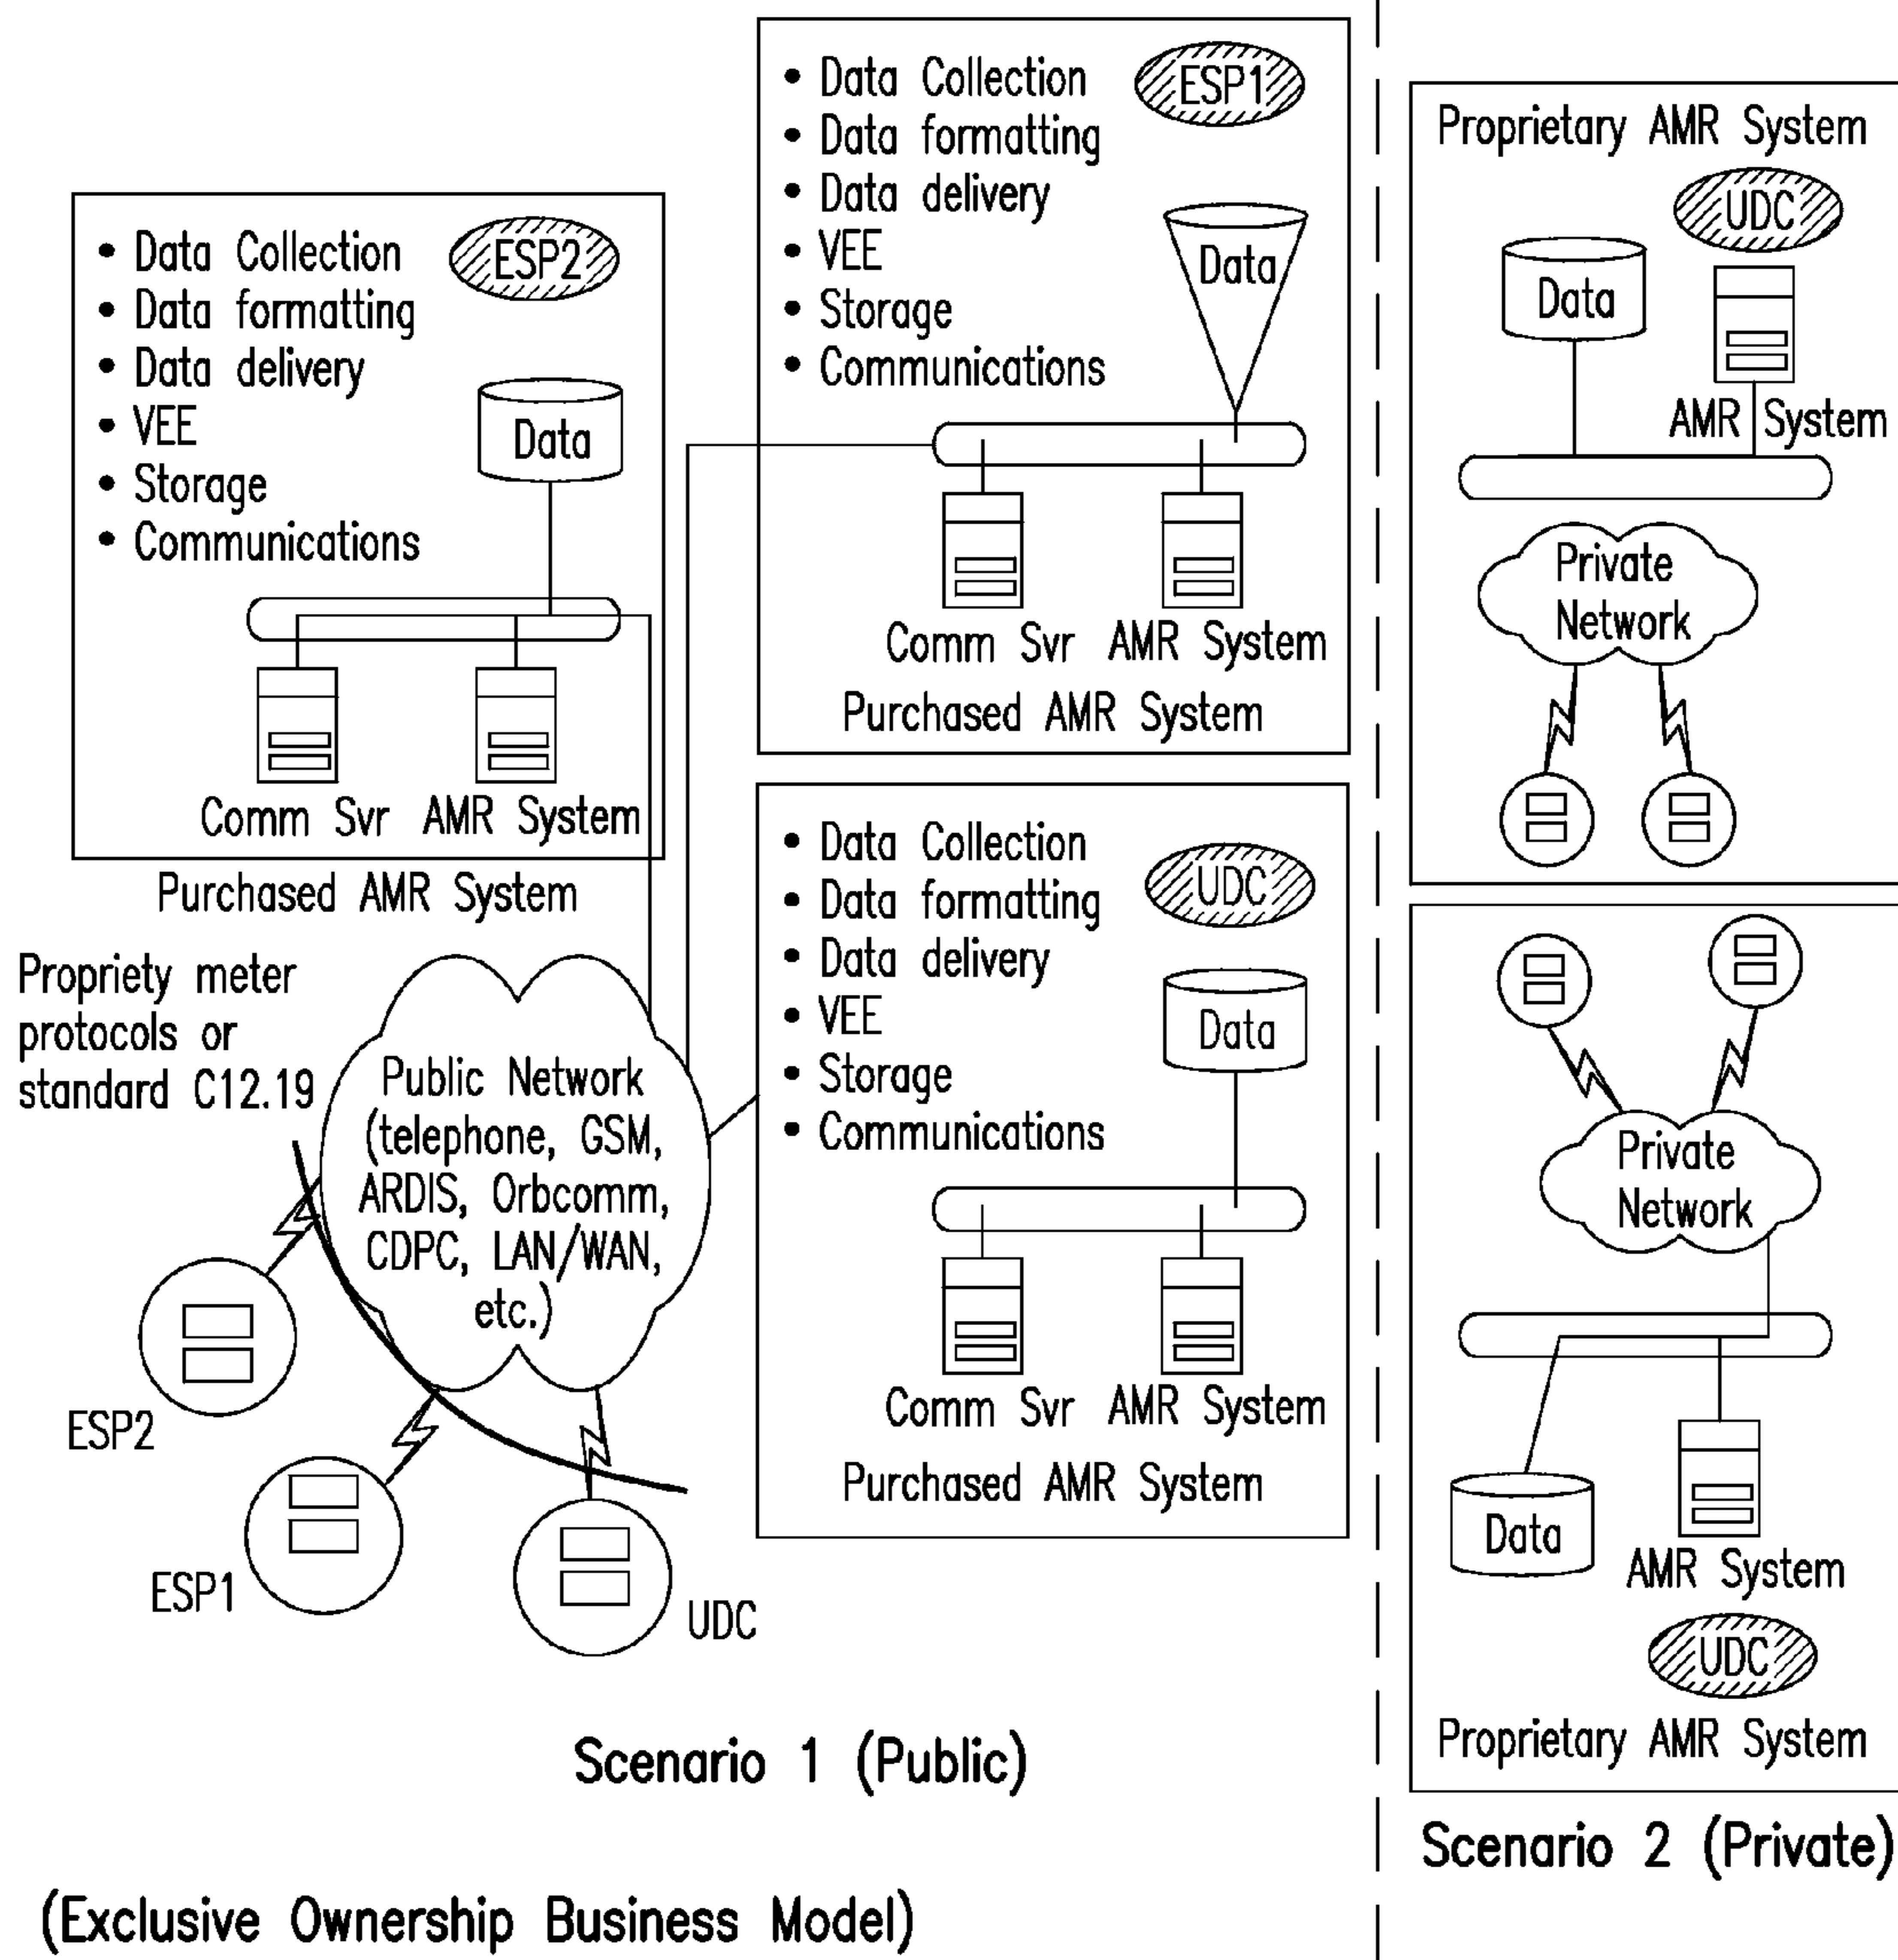 • Data Collection
• Data formatting
• Data delivery
• VEE
• Storage
• Communications
ESP2
Data
Comm Svr AMR System
Purchased AMR System
• Data Collection
• Data formatting
• Data delivery
• VEE
• Storage
• Communications
ESP1
Data
Comm Svr AMR System
Purchased AMR System
• Data Collection
• Data formatting
• Data delivery
• VEE
• Storage
• Communications
UDC
Data
Comm Svr AMR System
Purchased AMR System
Propriety meter
protocols or
standard C12.19
Public Network
(telephone, GSM,
ARDIS, Orbcomm,
CDPC, LAN/WAN,
etc.)
ESP2
ESP1
UDC
Scenario 1 (Public)
(Exclusive Ownership Business Model)
Proprietary AMR System
UDC
Data
AMR System
Private
Network
Private
Network
Data
AMR System
UDC
Proprietary AMR System
Scenario 2 (Private)